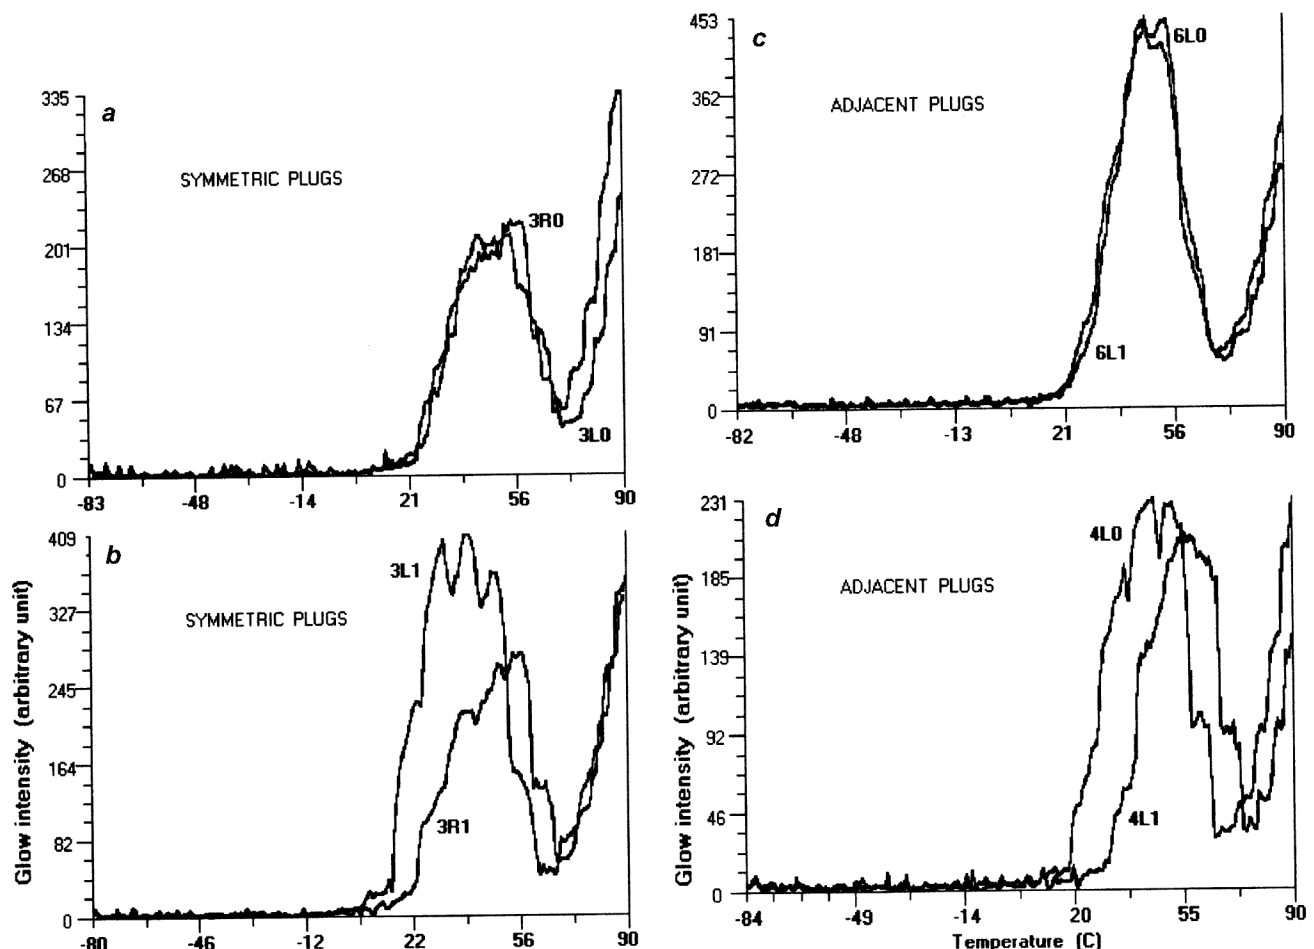 a
SYMMETRIC PLUGS
335
268
201
134
67
0
3R0
3L0
-83 -48 -14 21 56 90
b
SYMMETRIC PLUGS
409
327
245
164
82
0
3L1
3R1
Glow intensity (arbitrary unit)
-80 -46 -12 22 56 90
c
ADJACENT PLUGS
453
362
272
181
91
0
6L0
6L1
-82 -48 -13 21 56 90
d
ADJACENT PLUGS
231
185
139
92
46
0
4L0
4L1
Glow intensity (arbitrary unit)
-84 -49 -14 20 55 90
Temperature (C)